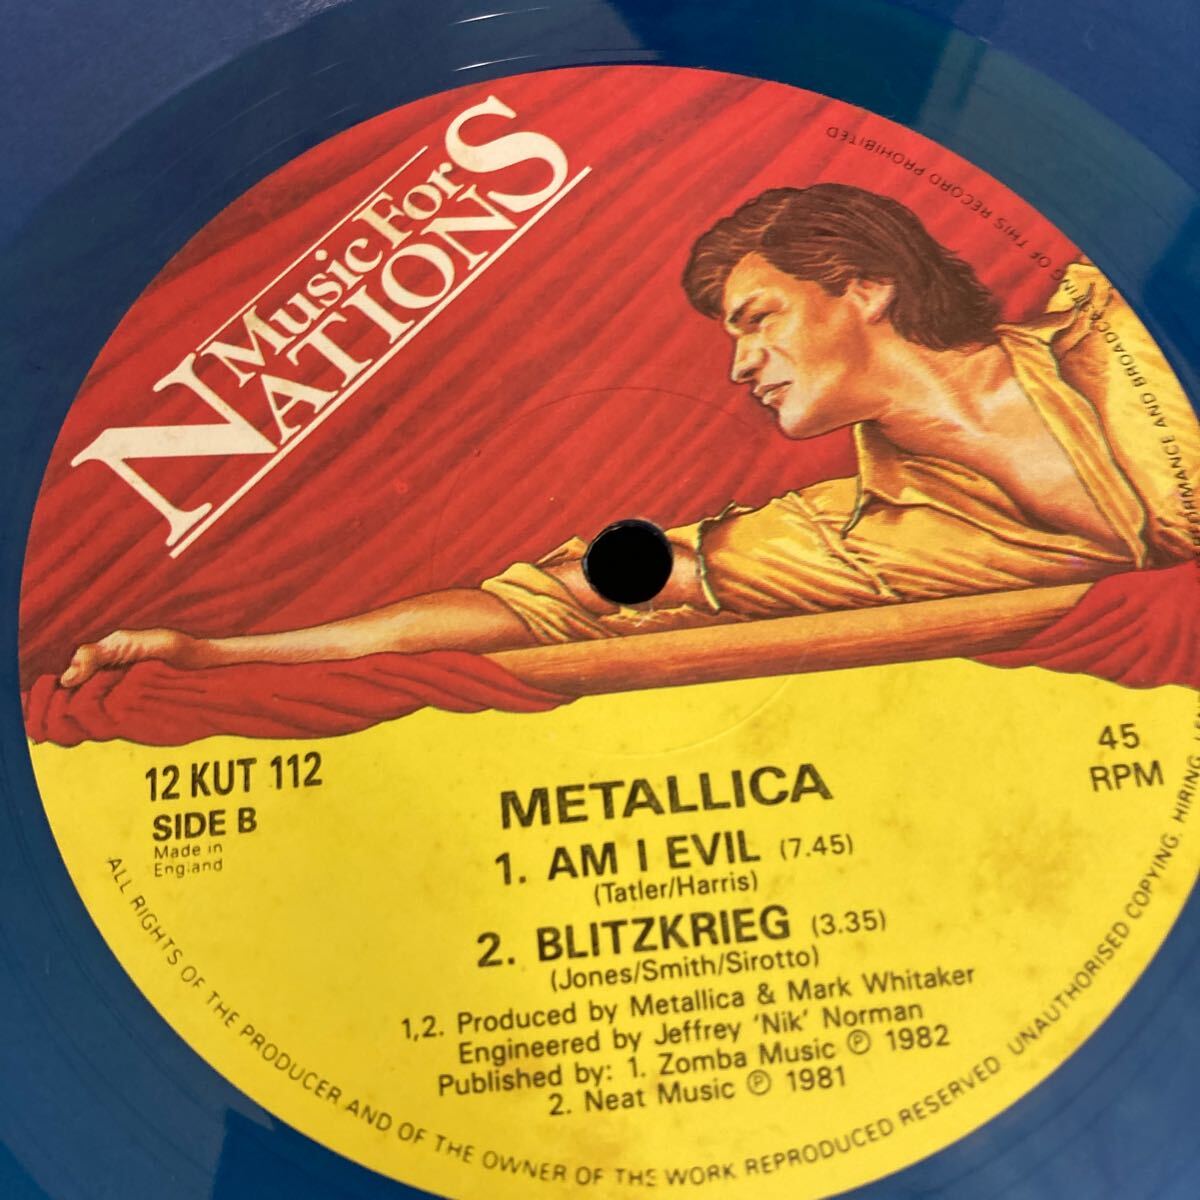 Music For
NATIONS
12 KUT 112
SIDE B
Made in
England
45
RPM
METALLICA
1. AM I EVIL (7.45)
(Tatler/Harris)
2. BLITZKRIEG (3.35)
(Jones/Smith/Sirotto)
1,2. Produced by Metallica & Mark Whitaker
Engineered by Jeffrey 'Nik' Norman
Published by: 1. Zomba Music ℗ 1982
2. Neat Music ℗ 1981
ALL RIGHTS OF THE PRODUCER AND OF THE OWNER OF THE WORK REPRODUCED RESERVED UNAUTHORISED COPYING, HIRING, AND BROADCASTING OF THIS RECORD PROHIBITED